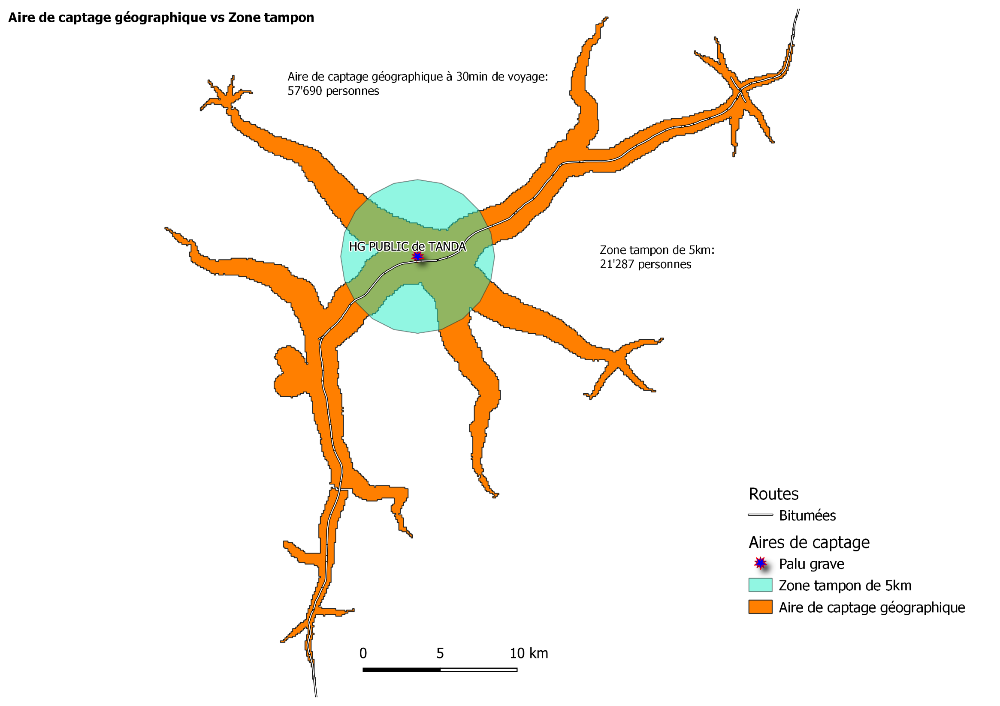 Aire de captage géographique vs Zone tampon
Aire de captage géographique à 30min de voyage:
57'690 personnes
HG PUBLIC de TANDA
Zone tampon de 5km:
21'287 personnes
Routes
Bitumées
Aires de captage
Palu grave
Zone tampon de 5km
Aire de captage géographique
0 5 10 km